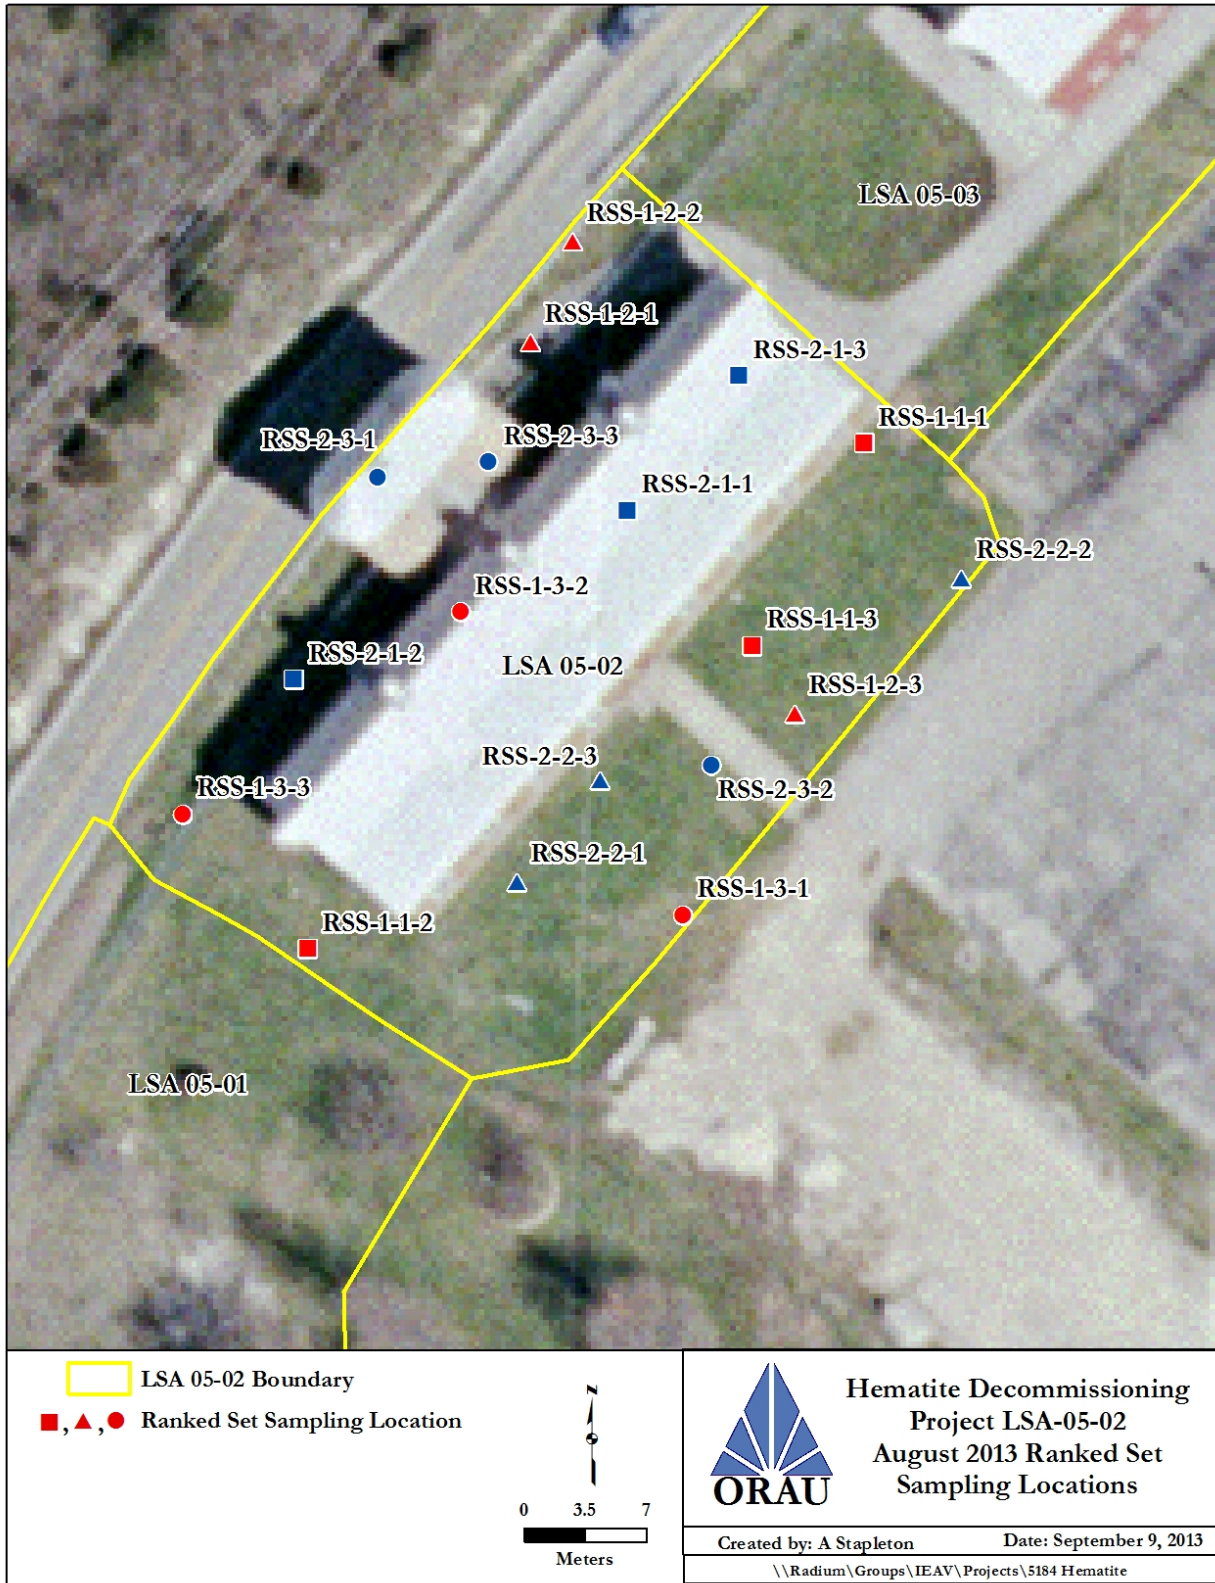 LSA 05-03
RSS-1-2-2
RSS-1-2-1
RSS-2-1-3
RSS-1-1-1
RSS-2-3-1
RSS-2-3-3
RSS-2-1-1
RSS-2-2-2
RSS-1-3-2
RSS-1-1-3
RSS-2-1-2
LSA 05-02
RSS-1-2-3
RSS-2-2-3
RSS-1-3-3
RSS-2-3-2
RSS-2-2-1
RSS-1-3-1
RSS-1-1-2
LSA 05-01
LSA 05-02 Boundary
, , Ranked Set Sampling Location
N
0 3.5 7
Meters
ORAU
Hematite Decommissioning
Project LSA-05-02
August 2013 Ranked Set
Sampling Locations
Created by: A Stapleton
Date: September 9, 2013
\\Radium\Groups\IEAV\Projects\5184 Hematite